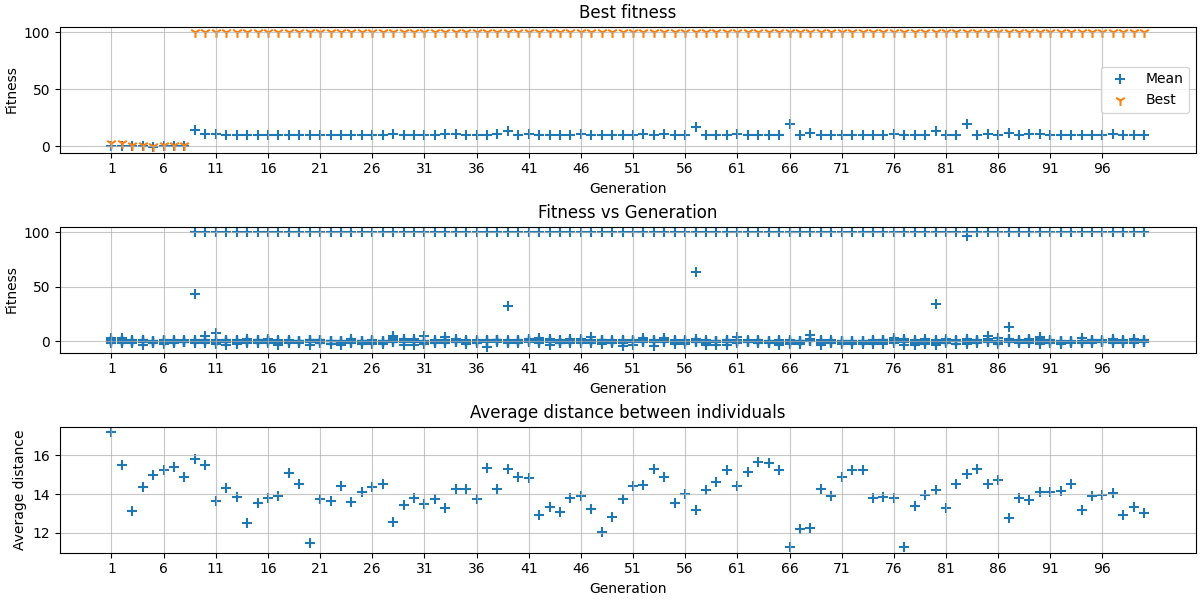 Best fitness
100
50
0
Fitness
Mean
Best
1 6 11 16 21 26 31 36 41 46 51 56 61 66 71 76 81 86 91 96
Generation
Fitness vs Generation
100
50
0
Fitness
1 6 11 16 21 26 31 36 41 46 51 56 61 66 71 76 81 86 91 96
Generation
Average distance between individuals
16
14
12
Average distance
1 6 11 16 21 26 31 36 41 46 51 56 61 66 71 76 81 86 91 96
Generation